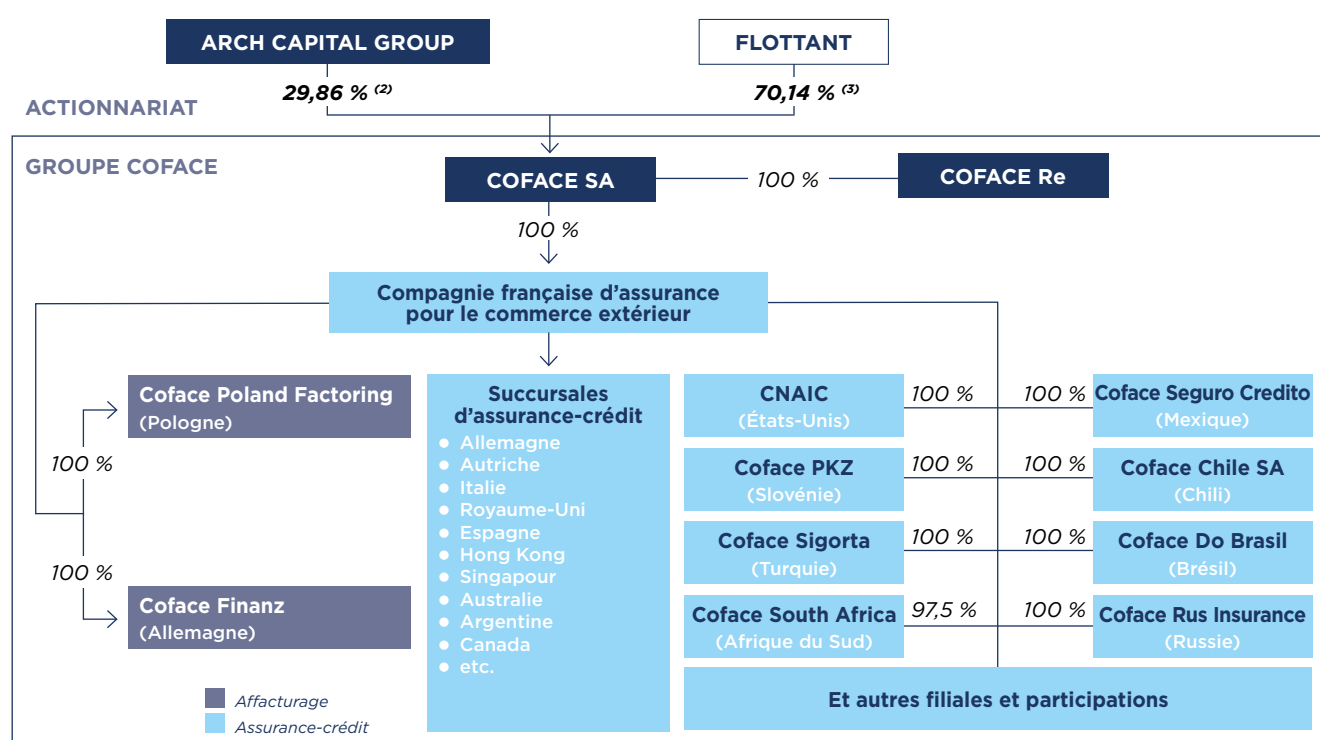 ARCH CAPITAL GROUP
FLOTTANT
29,86 % (2)
70,14 % (3)
ACTIONNARIAT
GROUPE COFACE
COFACE SA
100 %
COFACE Re
100 %
Compagnie française d’assurance
pour le commerce extérieur
Coface Poland Factoring
(Pologne)
100 %
100 %
Coface Finanz
(Allemagne)
Affacturage
Assurance-crédit
Succursales
d’assurance-crédit
● Allemagne
● Autriche
● Italie
● Royaume-Uni
● Espagne
● Hong Kong
● Singapour
● Australie
● Argentine
● Canada
● etc.
CNAIC
(États-Unis)
100 %
100 %
Coface Seguro Credito
(Mexique)
Coface PKZ
(Slovénie)
100 %
100 %
Coface Chile SA
(Chili)
Coface Sigorta
(Turquie)
100 %
100 %
Coface Do Brasil
(Brésil)
Coface South Africa
(Afrique du Sud)
97,5 %
100 %
Coface Rus Insurance
(Russie)
Et autres filiales et participations